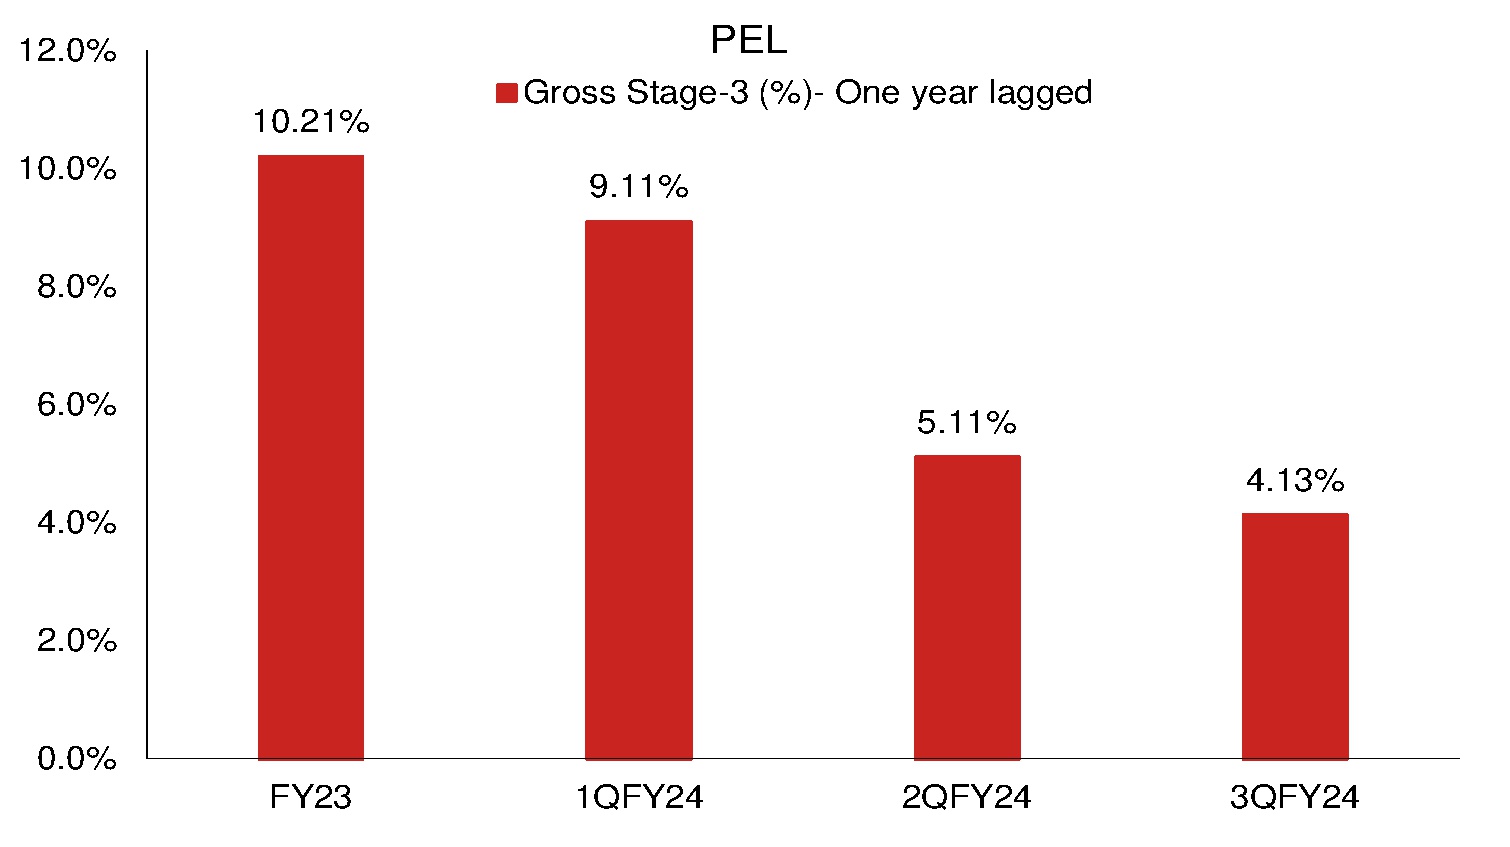 PEL
Gross Stage-3 (%)- One year lagged
12.0%
10.0%
8.0%
6.0%
4.0%
2.0%
0.0%
10.21%
9.11%
5.11%
4.13%
FY23
1QFY24
2QFY24
3QFY24